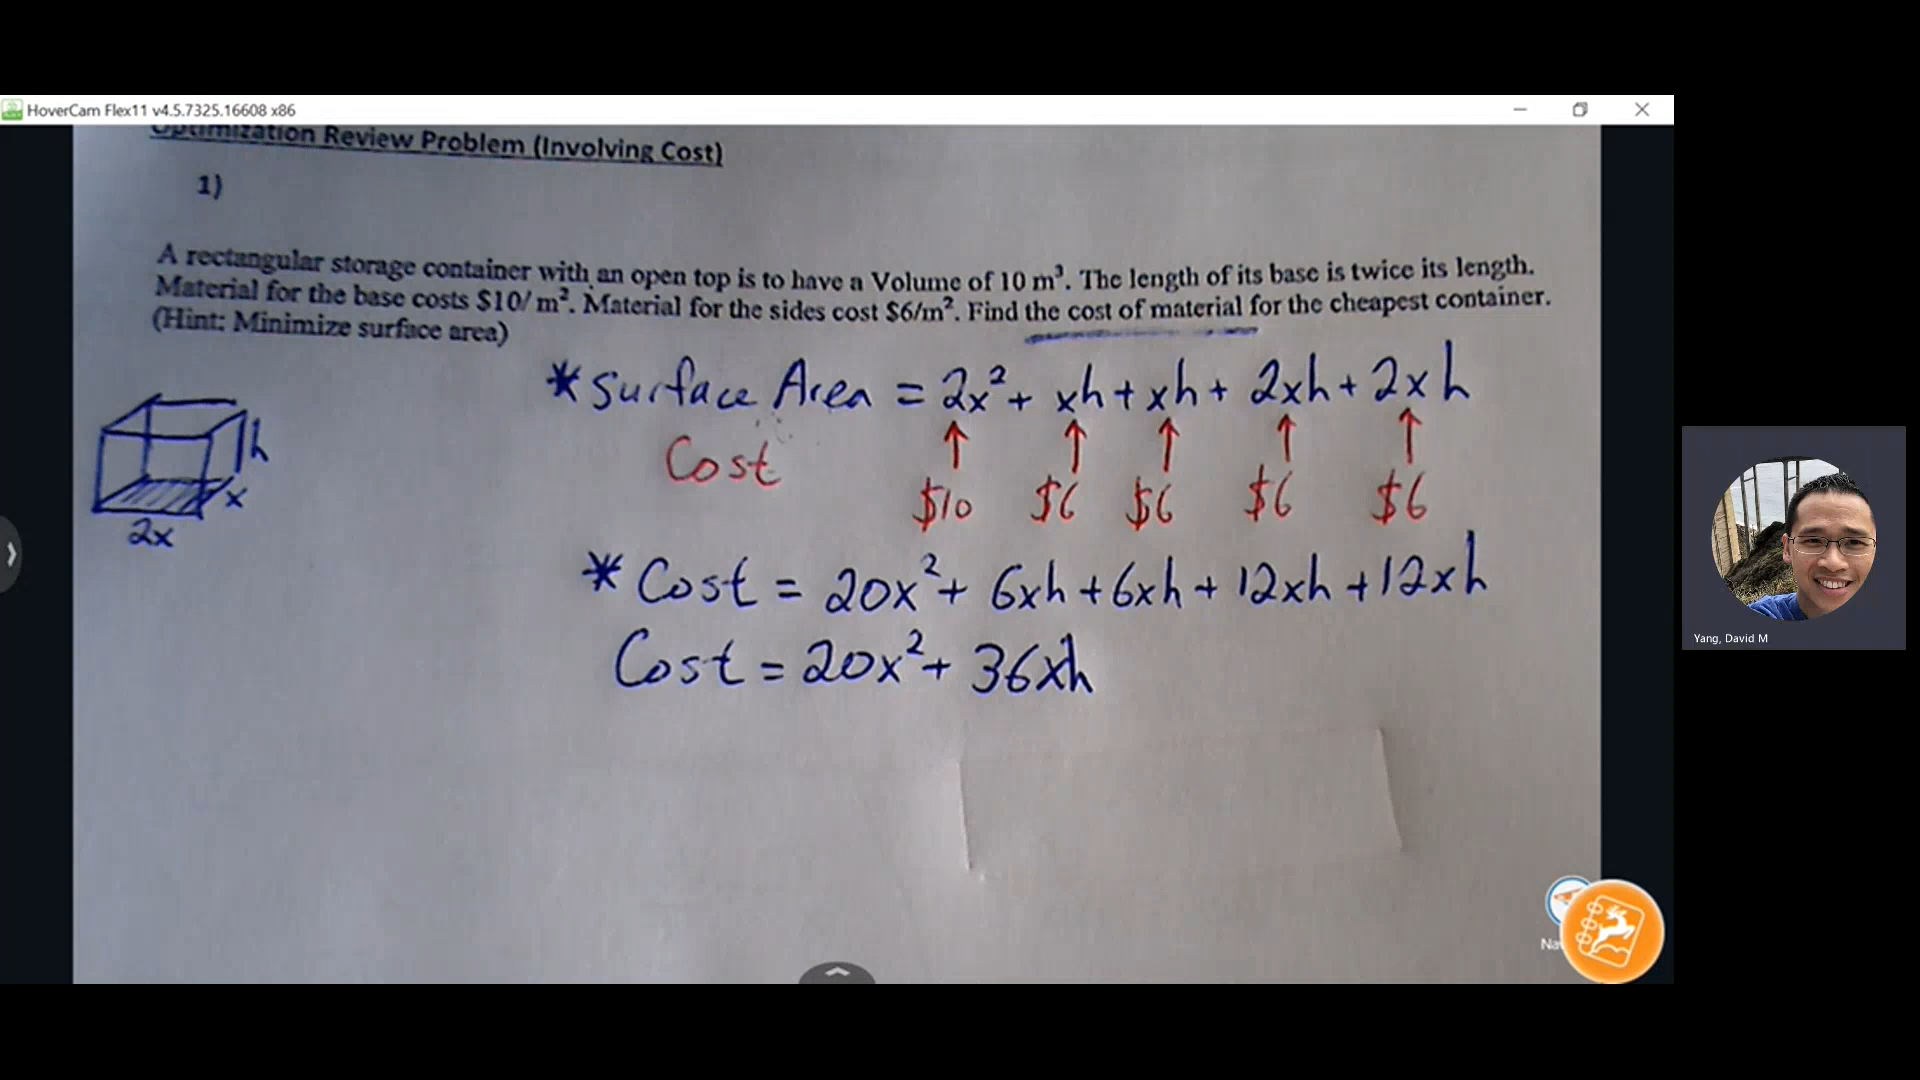 HoverCam Flex11 v4.5.7325.16608 x86
Optimization Review Problem (Involving Cost)
1)
A rectangular storage container with an open top is to have a Volume of 10 m³. The length of its base is twice its length.
Material for the base costs $10/ m². Material for the sides cost $6/m². Find the cost of material for the cheapest container.
(Hint: Minimize surface area)
* Surface Area = 2x² + xh + xh + 2xh + 2xh
Cost ↑ ↑ ↑ ↑ ↑
$10 $6 $6 $6 $6
h
x
2x
* Cost = 20x² + 6xh + 6xh + 12xh + 12xh
Cost = 20x² + 36xh
Yang, David M